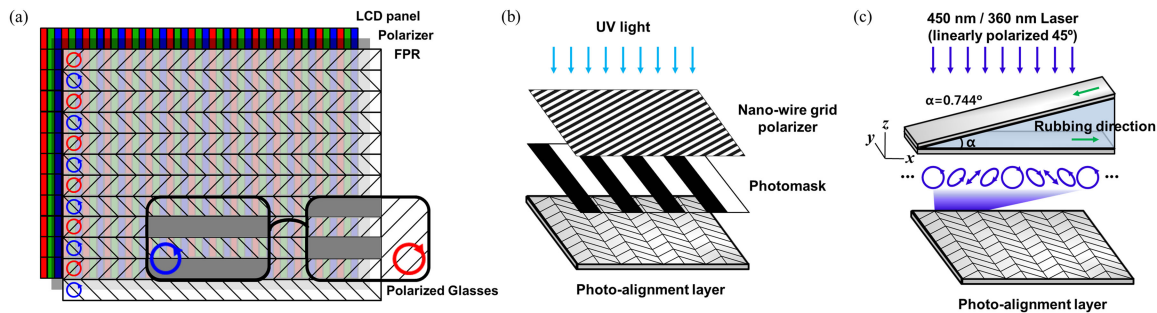 (a)
LCD panel
Polarizer
FPR
Polarized Glasses
(b)
UV light
Nano-wire grid
polarizer
Photomask
Photo-alignment layer
(c)
450 nm / 360 nm Laser
(linearly polarized 45º)
α=0.744º
Rubbing direction
α
z
y
x
... ...
Photo-alignment layer